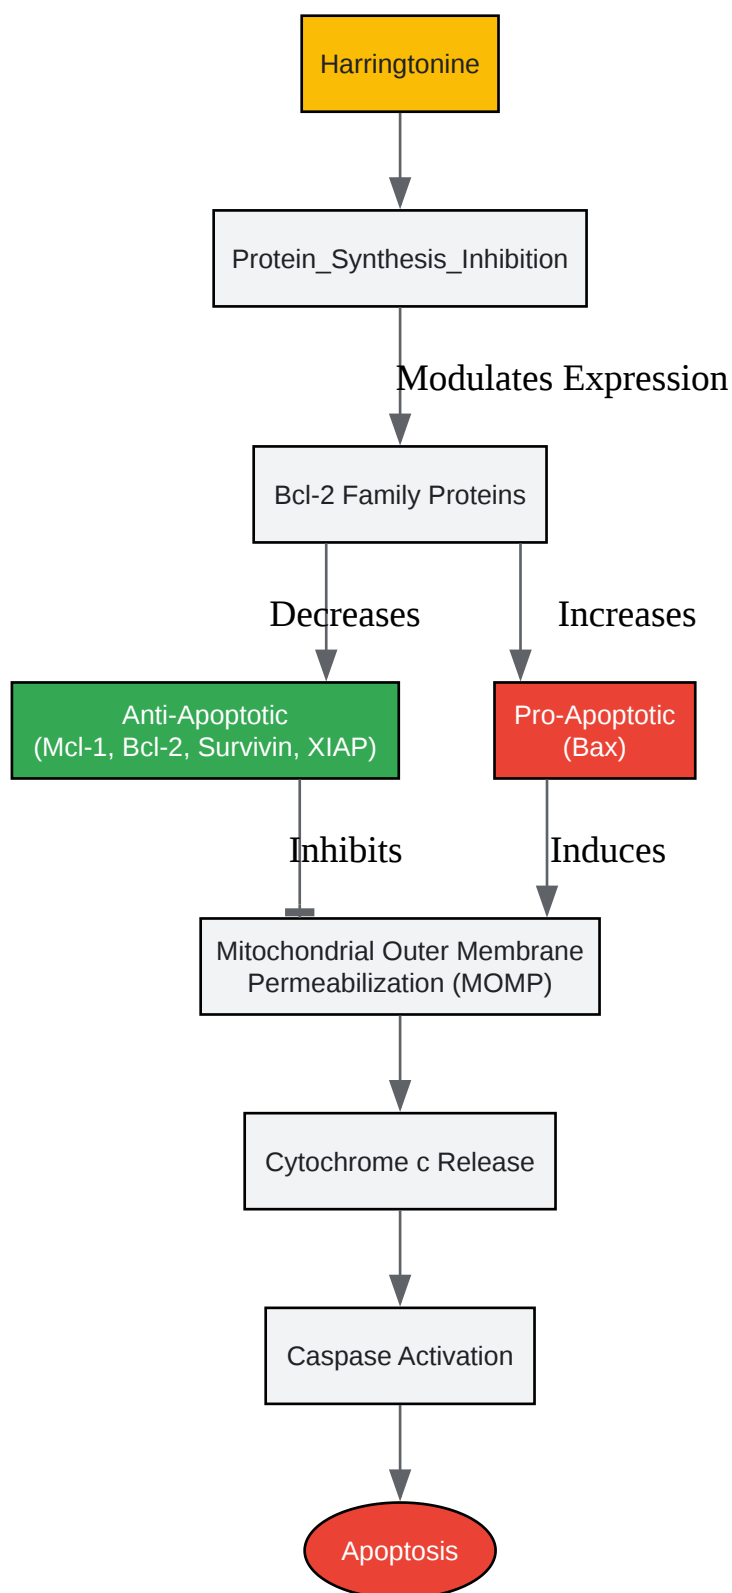 Harringtonine
Protein_Synthesis_Inhibition
Modulates Expression
Bcl-2 Family Proteins
Decreases
Increases
Anti-Apoptotic
(Mcl-1, Bcl-2, Survivin, XIAP)
Pro-Apoptotic
(Bax)
Inhibits
Induces
Mitochondrial Outer Membrane
Permeabilization (MOMP)
Cytochrome c Release
Caspase Activation
Apoptosis